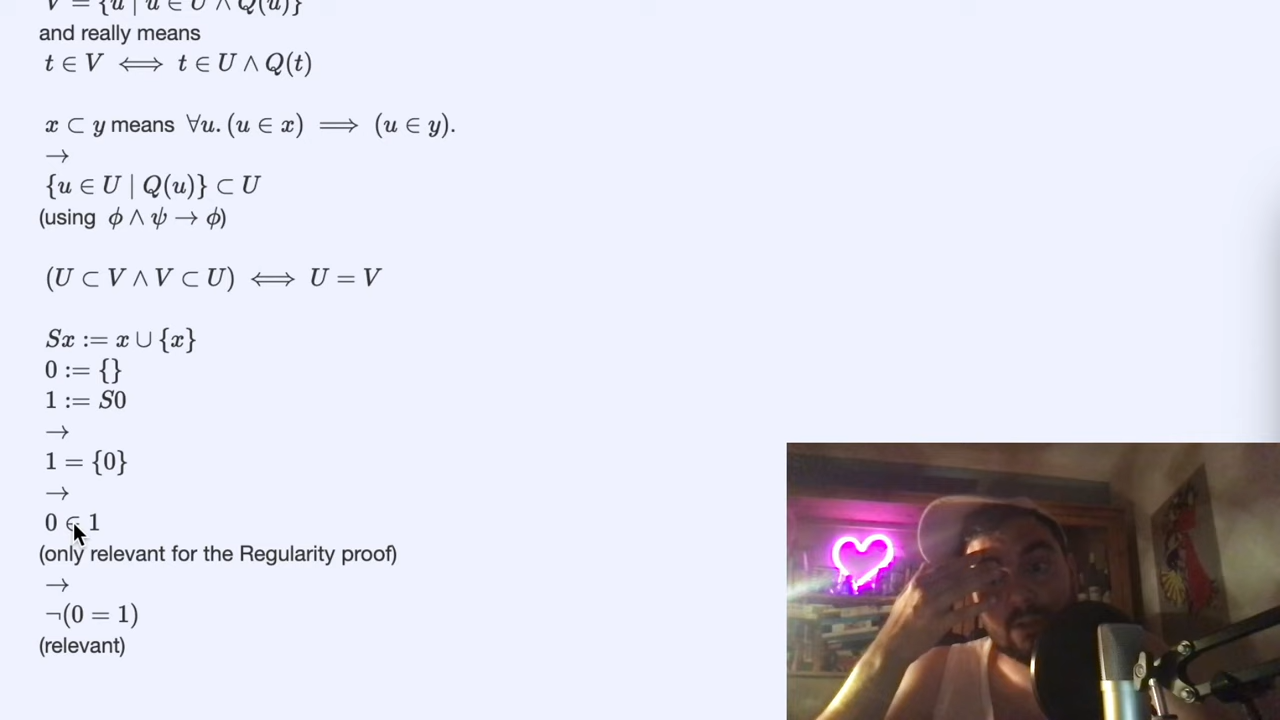 V = {u | u ∈ U ∧ Q(u)}
and really means
t ∈ V ⟺ t ∈ U ∧ Q(t)
x ⊂ y means ∀u. (u ∈ x) ⟹ (u ∈ y).
→
{u ∈ U | Q(u)} ⊂ U
(using ϕ ∧ ψ → ϕ)
(U ⊂ V ∧ V ⊂ U) ⟺ U = V
Sx := x ∪ {x}
0 := {}
1 := S0
→
1 = {0}
→
0 ∈ 1
(only relevant for the Regularity proof)
→
¬(0 = 1)
(relevant)